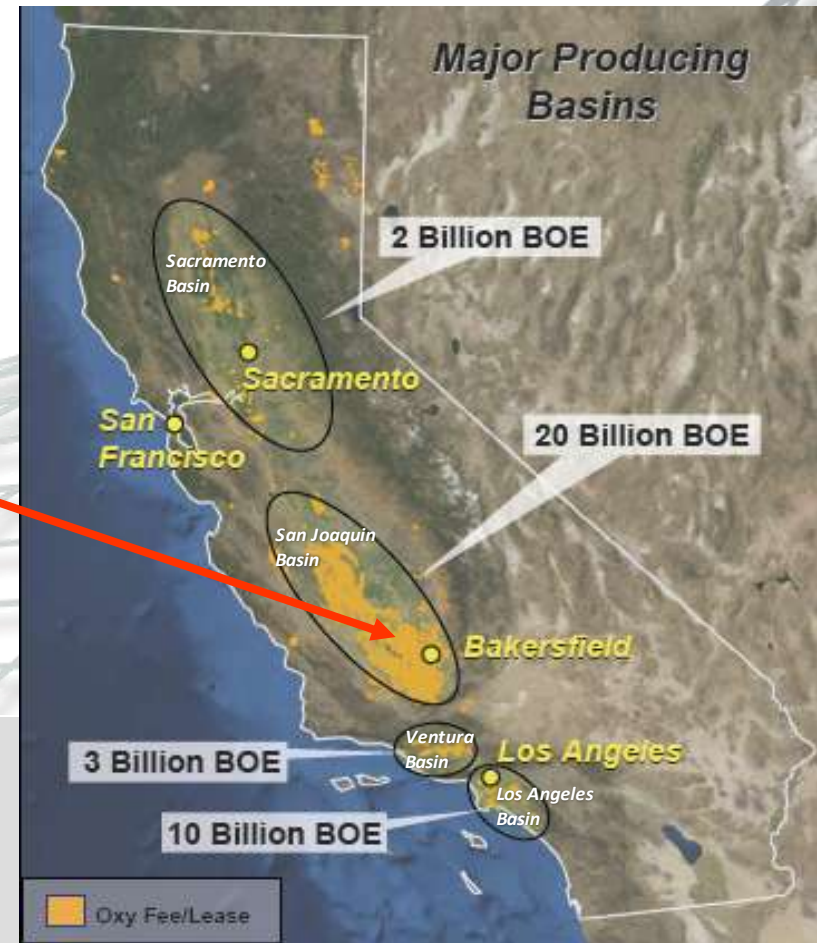 Major Producing
Basins
2 Billion BOE
Sacramento
Basin
Sacramento
San
Francisco
20 Billion BOE
San Joaquin
Basin
Bakersfield
Ventura
Basin
3 Billion BOE
Los Angeles
Los Angeles
Basin
10 Billion BOE
Oxy Fee/Lease